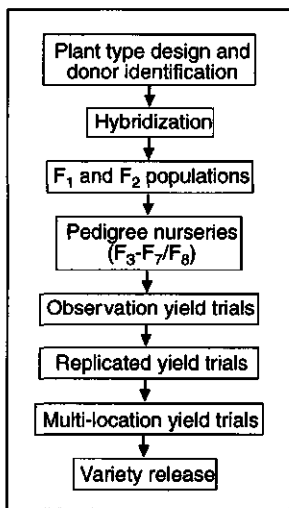 Plant type design and
donor identification
Hybridization
F₁ and F₂ populations
Pedigree nurseries
(F₃-F₇/F₈)
Observation yield trials
Replicated yield trials
Multi-location yield trials
Variety release